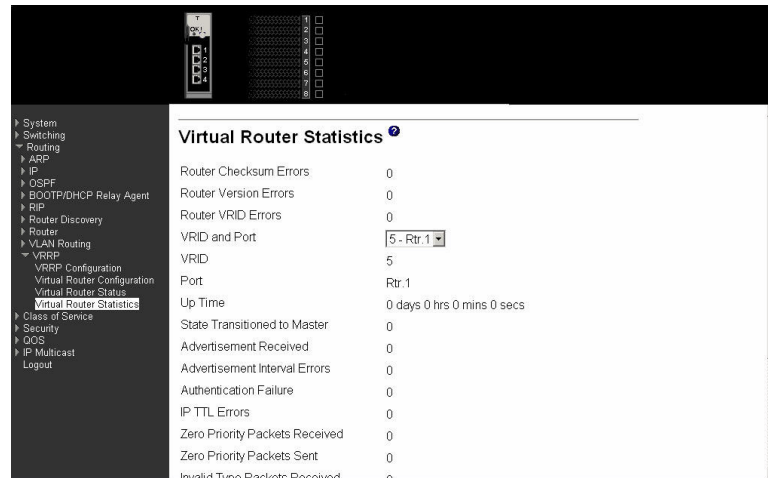 T
OK!
1
2
3
4
1
2
3
4
5
6
7
8
System
Switching
Routing
ARP
IP
OSPF
BOOTP/DHCP Relay Agent
RIP
Router Discovery
Router
VLAN Routing
VRRP
VRRP Configuration
Virtual Router Configuration
Virtual Router Status
Virtual Router Statistics
Class of Service
Security
QOS
IP Multicast
Logout
Virtual Router Statistics ?
Router Checksum Errors 0
Router Version Errors 0
Router VRID Errors 0
VRID and Port 5 - Rtr.1
VRID 5
Port Rtr.1
Up Time 0 days 0 hrs 0 mins 0 secs
State Transitioned to Master 0
Advertisement Received 0
Advertisement Interval Errors 0
Authentication Failure 0
IP TTL Errors 0
Zero Priority Packets Received 0
Zero Priority Packets Sent 0
Invalid Type Packets Received 0